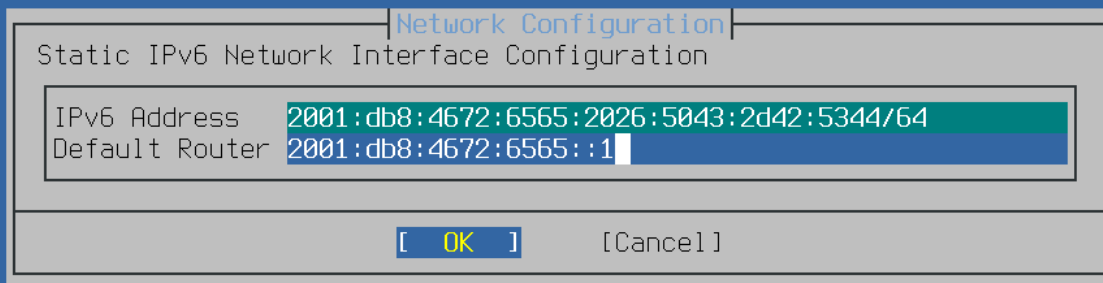 Network Configuration
Static IPv6 Network Interface Configuration
IPv6 Address 2001:db8:4672:6565:2026:5043:2d42:5344/64
Default Router 2001:db8:4672:6565::1
[ OK ] [Cancel]